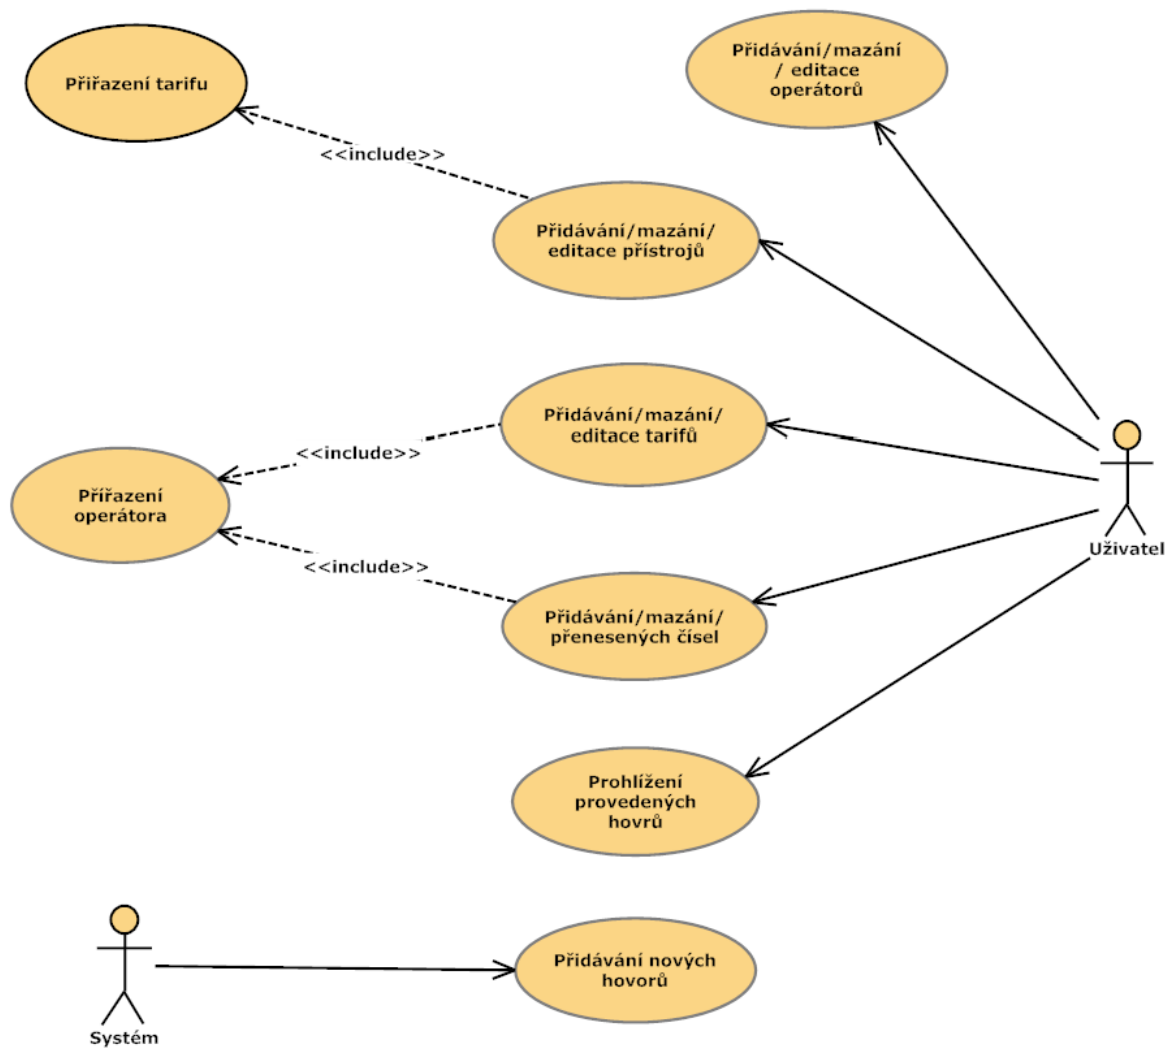 Přidávání/mazání
/ editace
operátorů
Přiřazení tarifu
<<include>>
Přidávání/mazání/
editace přístrojů
Přidávání/mazání/
editace tarifů
<<include>>
Přířazení
operátora
Uživatel
<<include>>
Přidávání/mazání/
přenesených čísel
Prohlížení
provedených
hovrů
Přidávání nových
hovorů
Systém